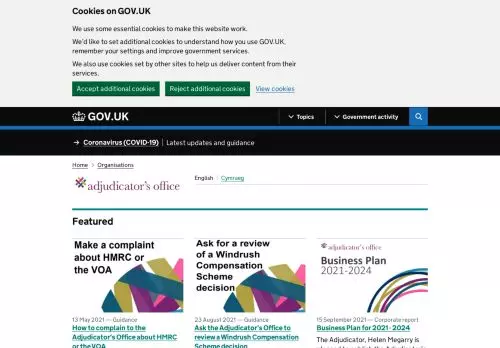 Cookies on GOV.UK
We use some essential cookies to make this website work.
We'd like to set additional cookies to understand how you use GOV.UK,
remember your settings and improve government services.
We also use cookies set by other sites to help us deliver content from their
services.
Accept additional cookies Reject additional cookies View cookies
GOV.UK Topics Government activity
→ Coronavirus (COVID-19) Latest updates and guidance
Home Organisations
adjudicator's office English Cymraeg
Featured
Make a complaint
about HMRC or
the VOA
Ask for a review
of a Windrush
Compensation
Scheme
decision
adjudicator's office
Business Plan
2021-2024
13 May 2021 — Guidance
How to complain to the
Adjudicator's Office about HMRC
or the VOA
23 August 2021 — Guidance
Ask the Adjudicator's Office to
review a Windrush Compensation
Scheme decision
15 September 2021 — Corporate report
Business Plan for 2021 - 2024
The Adjudicator, Helen Megarry is